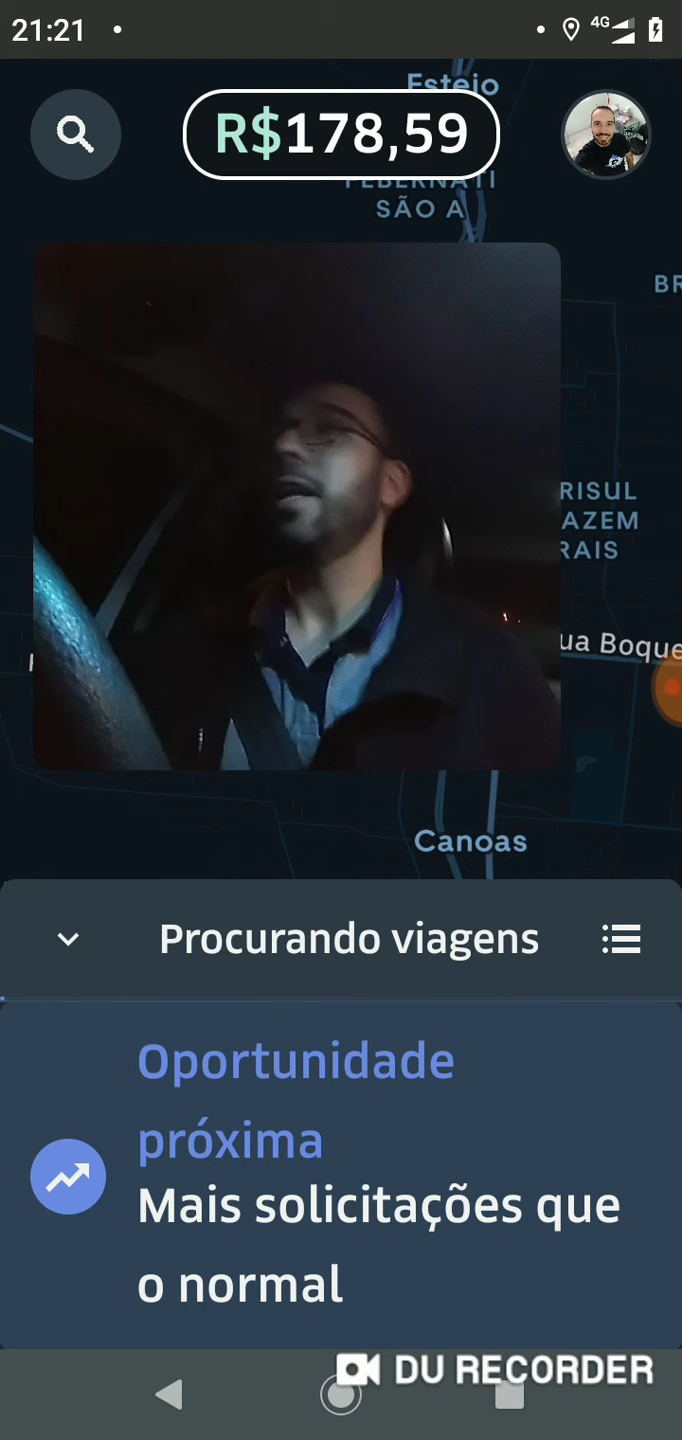 21:21
4G
Esteio
R$178,59
SÃO A
BR
RISUL
AZEM
RAIS
ua Boque
Canoas
Procurando viagens
Oportunidade
próxima
Mais solicitações que
o normal
DU RECORDER